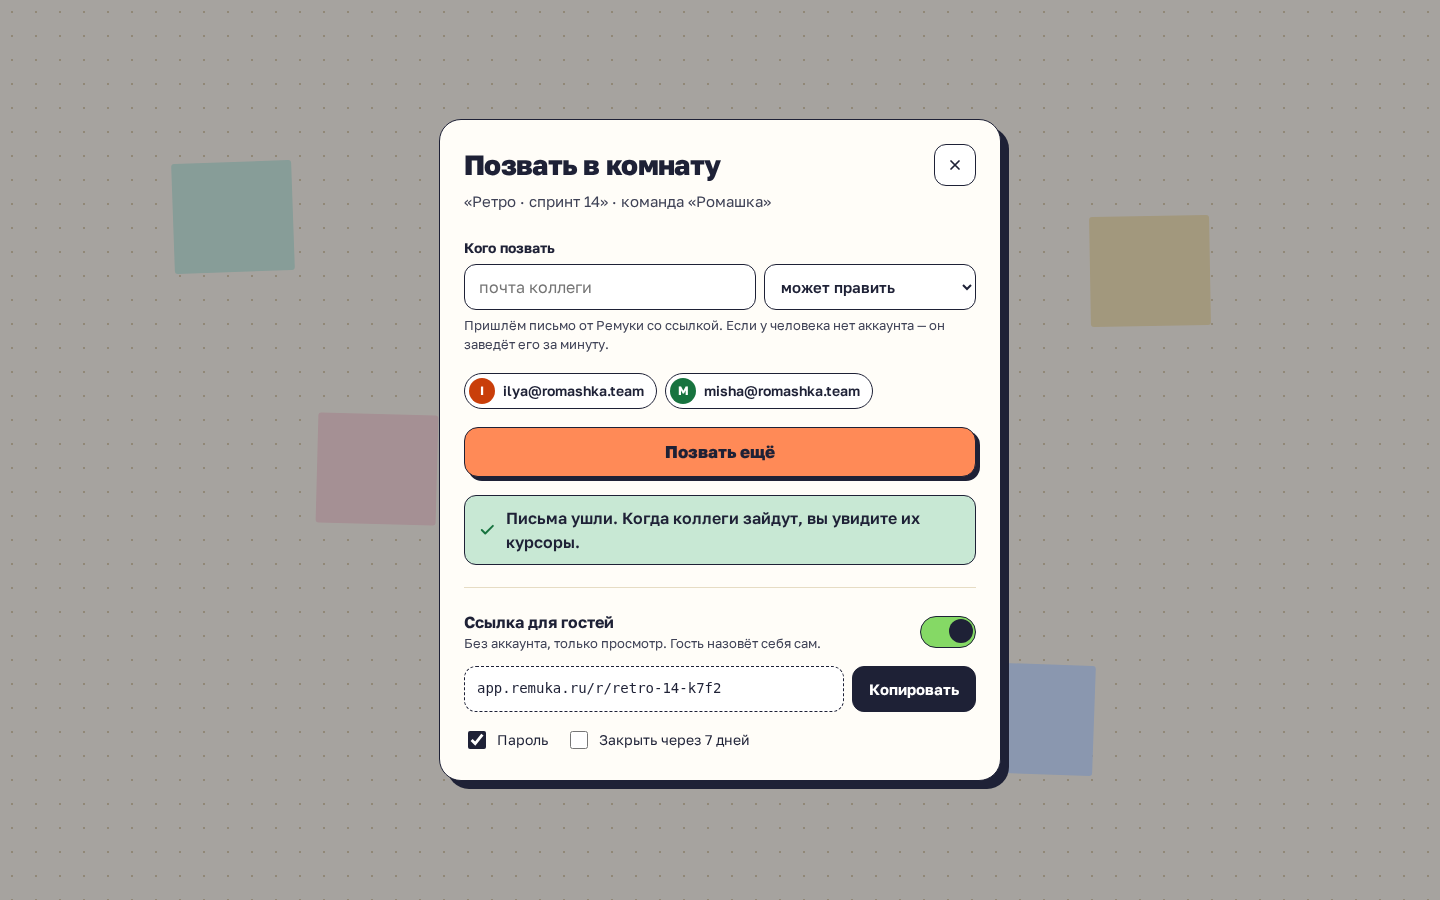 Позвать в комнату
«Ретро · спринт 14» · команда «Ромашка»
Кого позвать
почта коллеги
может править
Пришлём письмо от Ремуки со ссылкой. Если у человека нет аккаунта — он
заведёт его за минуту.
I ilya@romashka.team
M misha@romashka.team
Позвать ещё
Письма ушли. Когда коллеги зайдут, вы увидите их
курсоры.
Ссылка для гостей
Без аккаунта, только просмотр. Гость назовёт себя сам.
app.remuka.ru/r/retro-14-k7f2
Копировать
Пароль
Закрыть через 7 дней